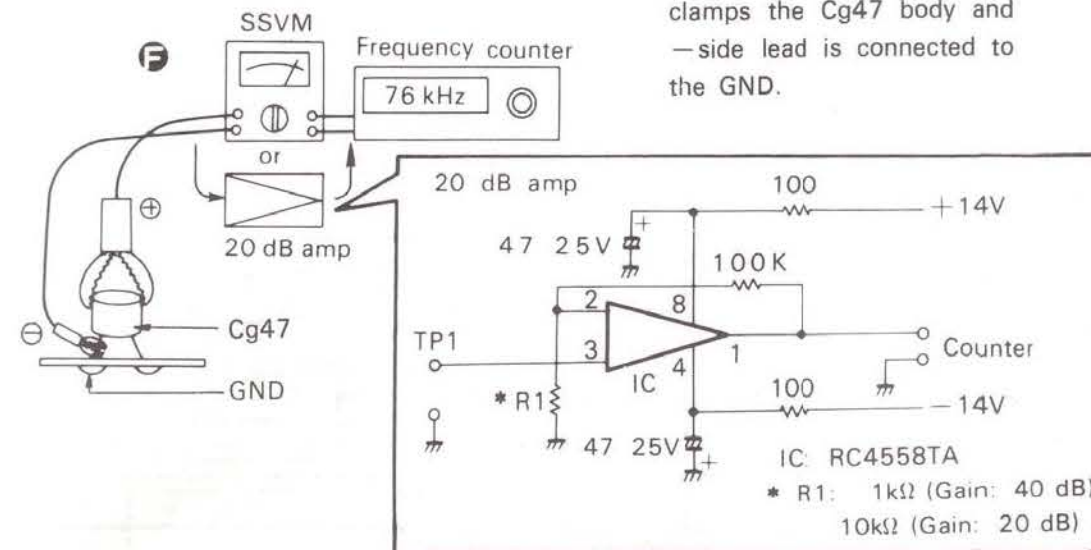 clamps the Cg47 body and
—side lead is connected to
the GND.
F
SSVM
Frequency counter
76 kHz
or
20 dB amp
⊕
⊖
Cg47
GND
20 dB amp
100
+14V
+
47 25V
100K
2
8
TP1
3
IC
4
1
Counter
* R1
100
−14V
47 25V
+
IC: RC4558TA
* R1: 1kΩ (Gain: 40 dB)
10kΩ (Gain: 20 dB)